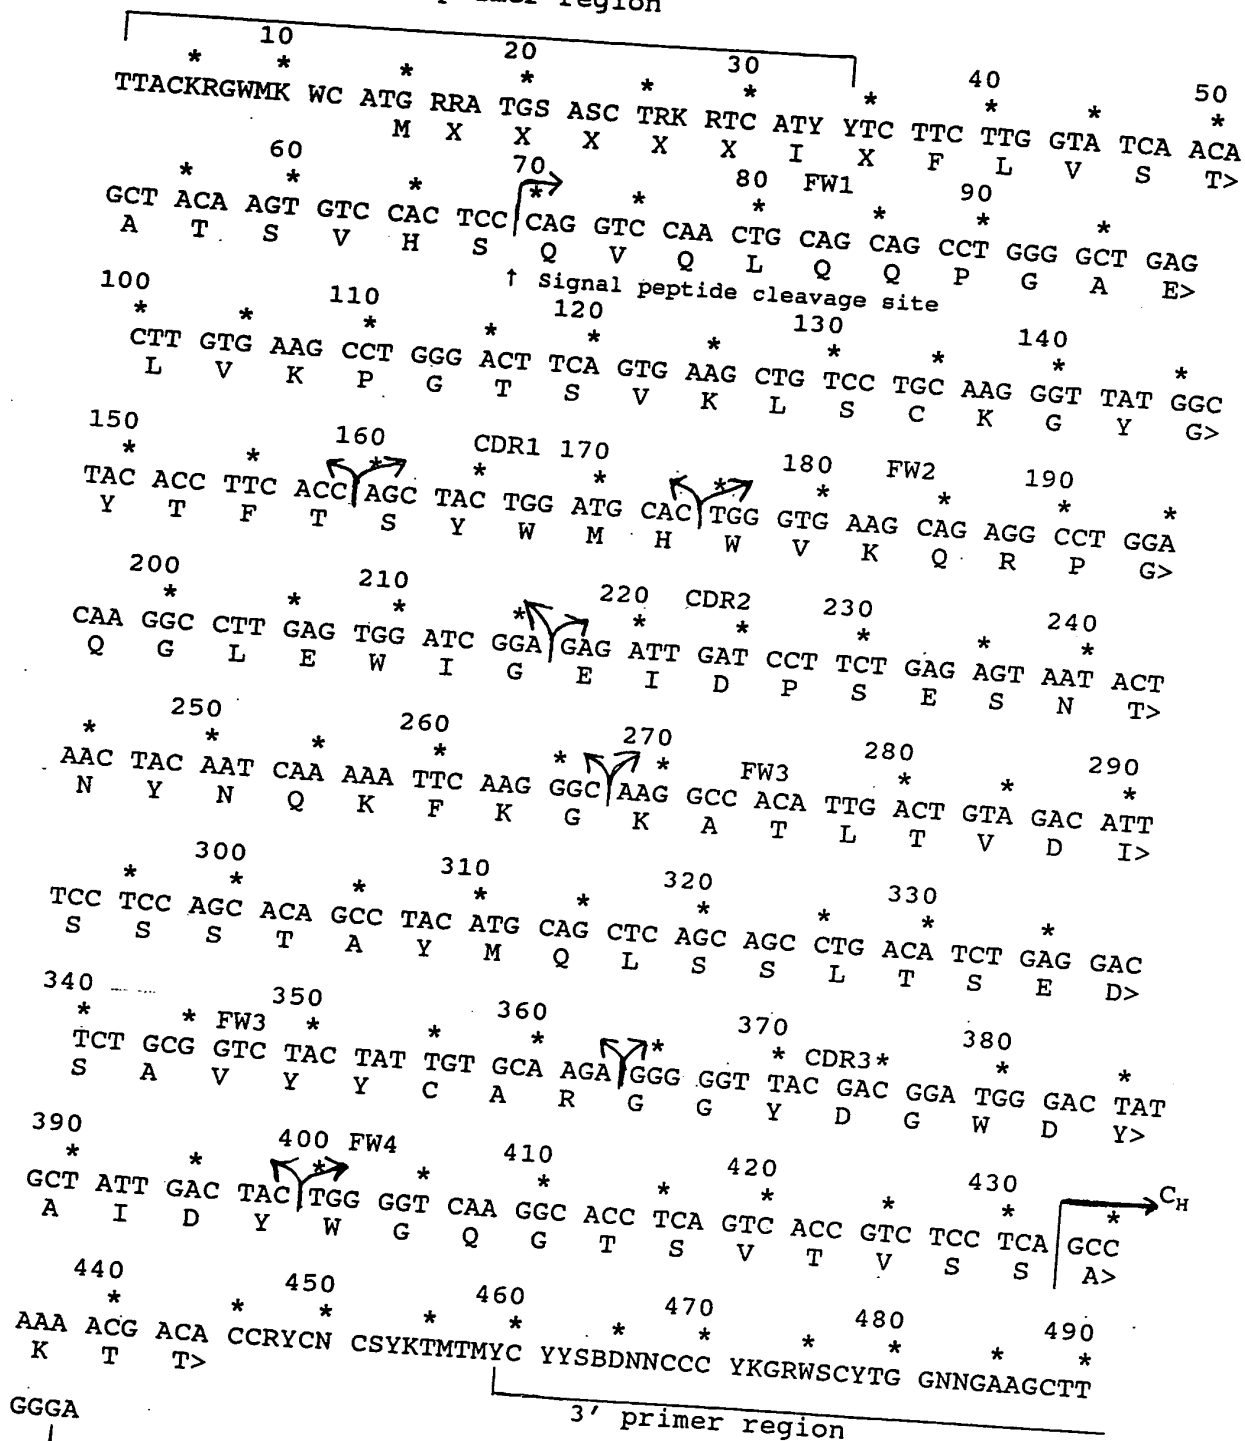 primer region
10 20 30 40 50
* * * * * * * * * *
TTACKRGWMK WC ATG RRA TGS ASC TRK RTC ATY YTC TTC TTG GTA TCA ACA
M X X X X X I X F L V S T>
60 70 80 FW1 90
* * * * * * * * *
GCT ACA AGT GTC CAC TCC CAG GTC CAA CTG CAG CAG CCT GGG GCT GAG
A T S V H S Q V Q L Q Q P G A E>
↑ Signal peptide cleavage site
100 110 120 130 140
* * * * * * * * * *
CTT GTG AAG CCT GGG ACT TCA GTG AAG CTG TCC TGC AAG GGT TAT GGC
L V K P G T S V K L S C K G Y G>
150 160 CDR1 170 180 FW2 190
* * * * * * * * * *
TAC ACC TTC ACC AGC TAC TGG ATG CAC TGG GTG AAG CAG AGG CCT GGA
Y T F T S Y W M H W V K Q R P G>
200 210 220 CDR2 230 240
* * * * * * * * *
CAA GGC CTT GAG TGG ATC GGA GAG ATT GAT CCT TCT GAG AGT AAT ACT
Q G L E W I G E I D P S E S N T>
250 260 270 FW3 280 290
* * * * * * * * * *
AAC TAC AAT CAA AAA TTC AAG GGC AAG GCC ACA TTG ACT GTA GAC ATT
N Y N Q K F K G K A T L T V D I>
300 310 320 330
* * * * * * * * *
TCC TCC AGC ACA GCC TAC ATG CAG CTC AGC AGC CTG ACA TCT GAG GAC
S S S T A Y M Q L S S L T S E D>
340 350 360 370 380
* * FW3 * * * * * CDR3* * *
TCT GCG GTC TAC TAT TGT GCA AGA GGG GGT TAC GAC GGA TGG GAC TAT
S A V Y Y C A R G G Y D G W D Y>
390 400 FW4 410 420 430
* * * * * * * * * *
GCT ATT GAC TAC TGG GGT CAA GGC ACC TCA GTC ACC GTC TCC TCA GCC CH
A I D Y W G Q G T S V T V S S A>
440 450 460 470 480 490
* * * * * * * * * * *
AAA ACG ACA CCRYCN CSYKTMTMYC YYSBDNNCCC YKGRWSCYTG GNNGAAGCTT
K T T>
3' primer region
GGGA